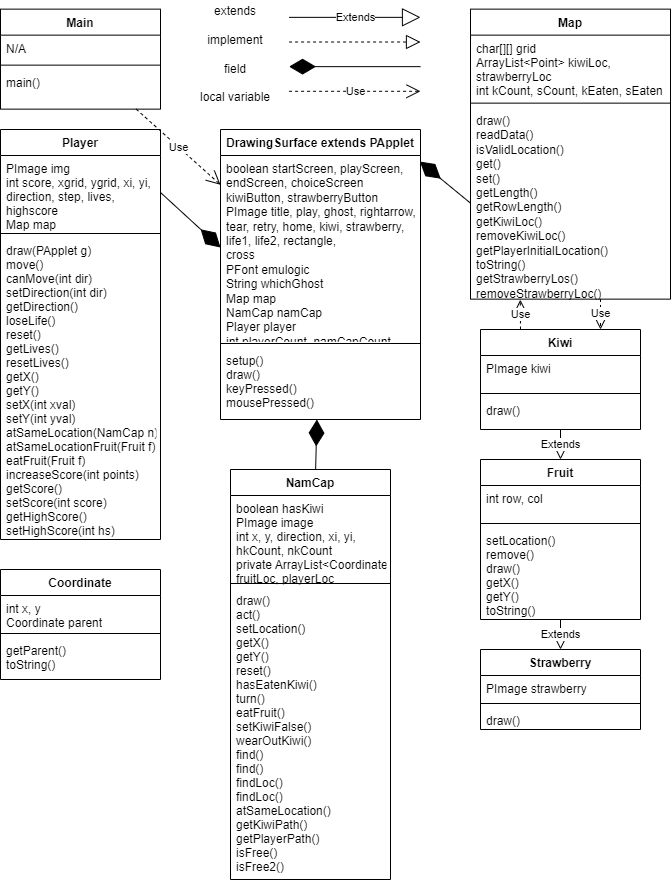 extends
Extends
implement
field
local variable
Use
Main
N/A
main()
Use
Player
PImage img
int score, xgrid, ygrid, xi, yi,
direction, step, lives,
highscore
Map map
draw(PApplet g)
move()
canMove(int dir)
setDirection(int dir)
getDirection()
loseLife()
reset()
getLives()
resetLives()
getX()
getY()
setX(int xval)
setY(int yval)
atSameLocation(NamCap n)
atSameLocationFruit(Fruit f)
eatFruit(Fruit f)
increaseScore(int points)
getScore()
setScore(int score)
getHighScore()
setHighScore(int hs)
Coordinate
int x, y
Coordinate parent
getParent()
toString()
DrawingSurface extends PApplet
boolean startScreen, playScreen,
endScreen, choiceScreen
kiwiButton, strawberryButton
PImage title, play, ghost, rightarrow,
tear, retry, home, kiwi, strawberry,
life1, life2, rectangle,
cross
PFont emulogic
String whichGhost
Map map
NamCap namCap
Player player
int playerCount, namCapCount
setup()
draw()
keyPressed()
mousePressed()
NamCap
boolean hasKiwi
PImage image
int x, y, direction, xi, yi,
hkCount, nkCount
private ArrayList<Coordinate
fruitLoc, playerLoc
draw()
act()
setLocation()
getX()
getY()
reset()
hasEatenKiwi()
turn()
eatFruit()
setKiwiFalse()
wearOutKiwi()
find()
find()
findLoc()
findLoc()
atSameLocation()
getKiwiPath()
getPlayerPath()
isFree()
isFree2()
Map
char[][] grid
ArrayList<Point> kiwiLoc,
strawberryLoc
int kCount, sCount, kEaten, sEaten
draw()
readData()
isValidLocation()
get()
set()
getLength()
getRowLength()
getKiwiLoc()
removeKiwiLoc()
getPlayerInitialLocation()
toString()
getStrawberryLos()
removeStrawberryLoc()
Use
Use
Kiwi
PImage kiwi
draw()
Extends
Fruit
int row, col
setLocation()
remove()
draw()
getX()
getY()
toString()
Extends
Strawberry
PImage strawberry
draw()